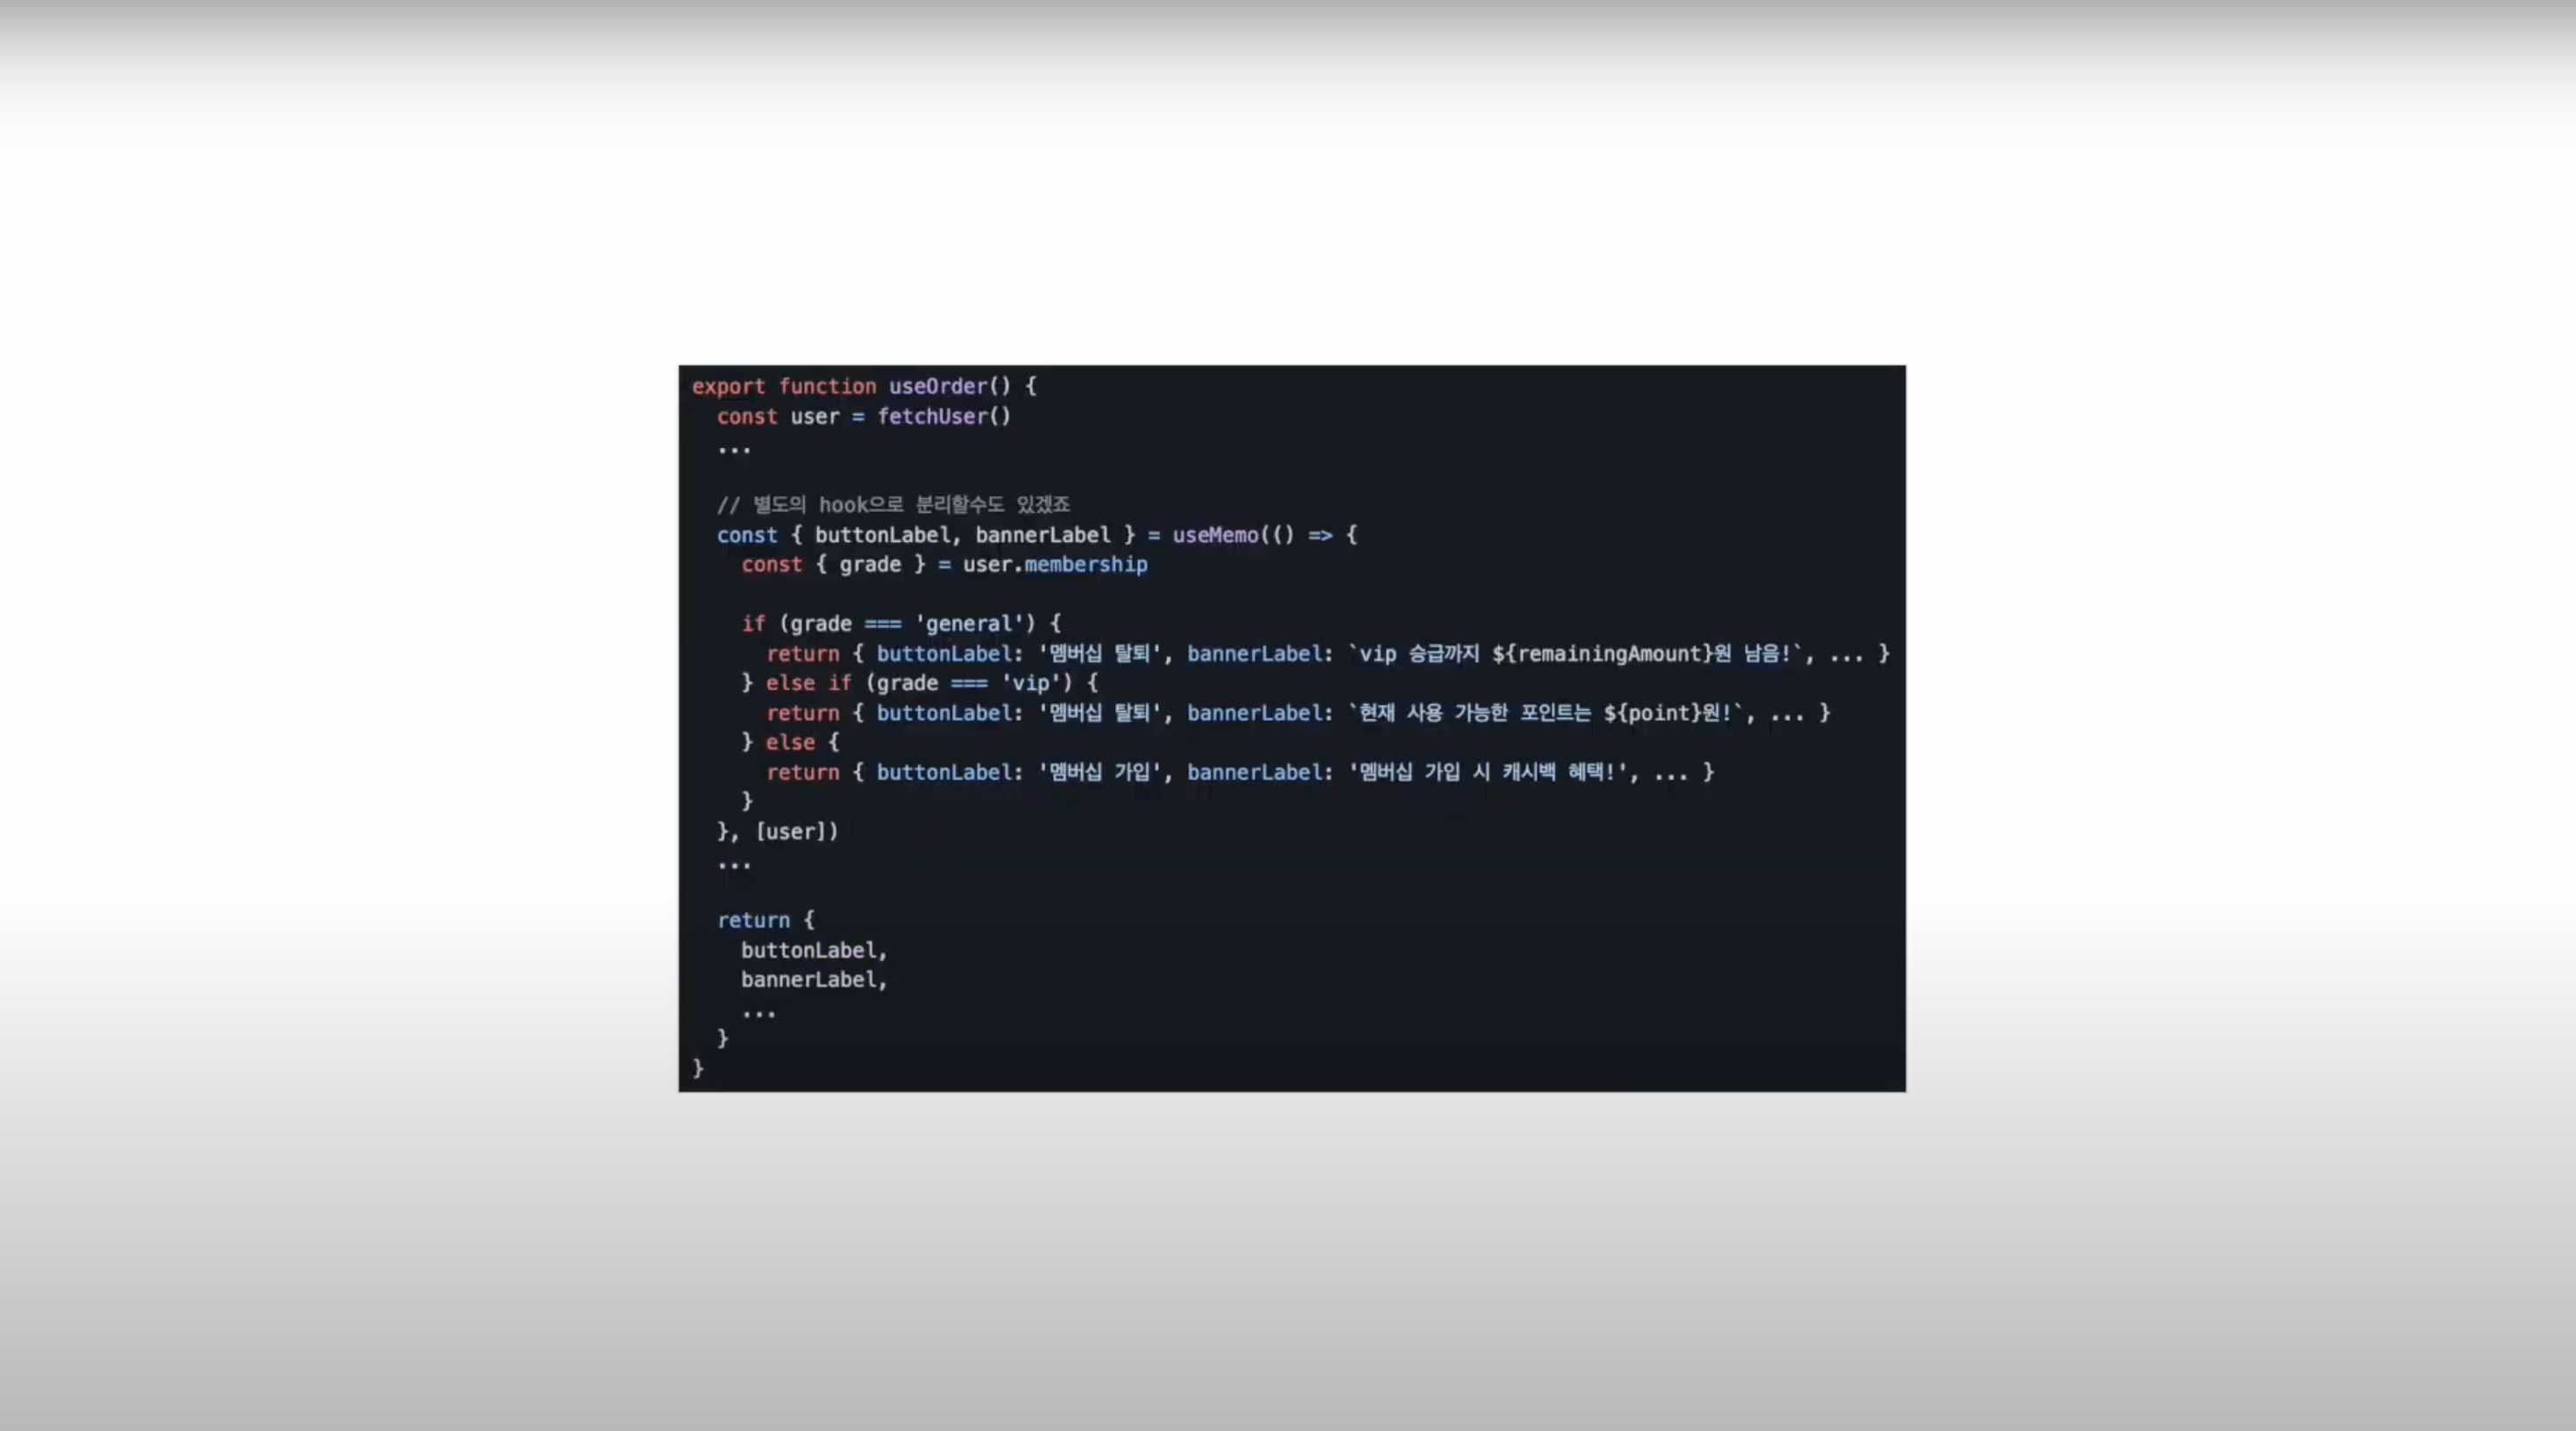 export function useOrder() {
  const user = fetchUser()
  ...
  // 별도의 hook으로 분리할수도 있겠죠
  const { buttonLabel, bannerLabel } = useMemo(() => {
    const { grade } = user.membership
    if (grade === 'general') {
      return { buttonLabel: '멤버십 탈퇴', bannerLabel: `vip 승급까지 ${remainingAmount}원 남음!`, ... }
    } else if (grade === 'vip') {
      return { buttonLabel: '멤버십 탈퇴', bannerLabel: `현재 사용 가능한 포인트는 ${point}원!`, ... }
    } else {
      return { buttonLabel: '멤버십 가입', bannerLabel: '멤버십 가입 시 캐시백 혜택!', ... }
    }
  }, [user])
  ...
  return {
    buttonLabel,
    bannerLabel,
    ...
  }
}